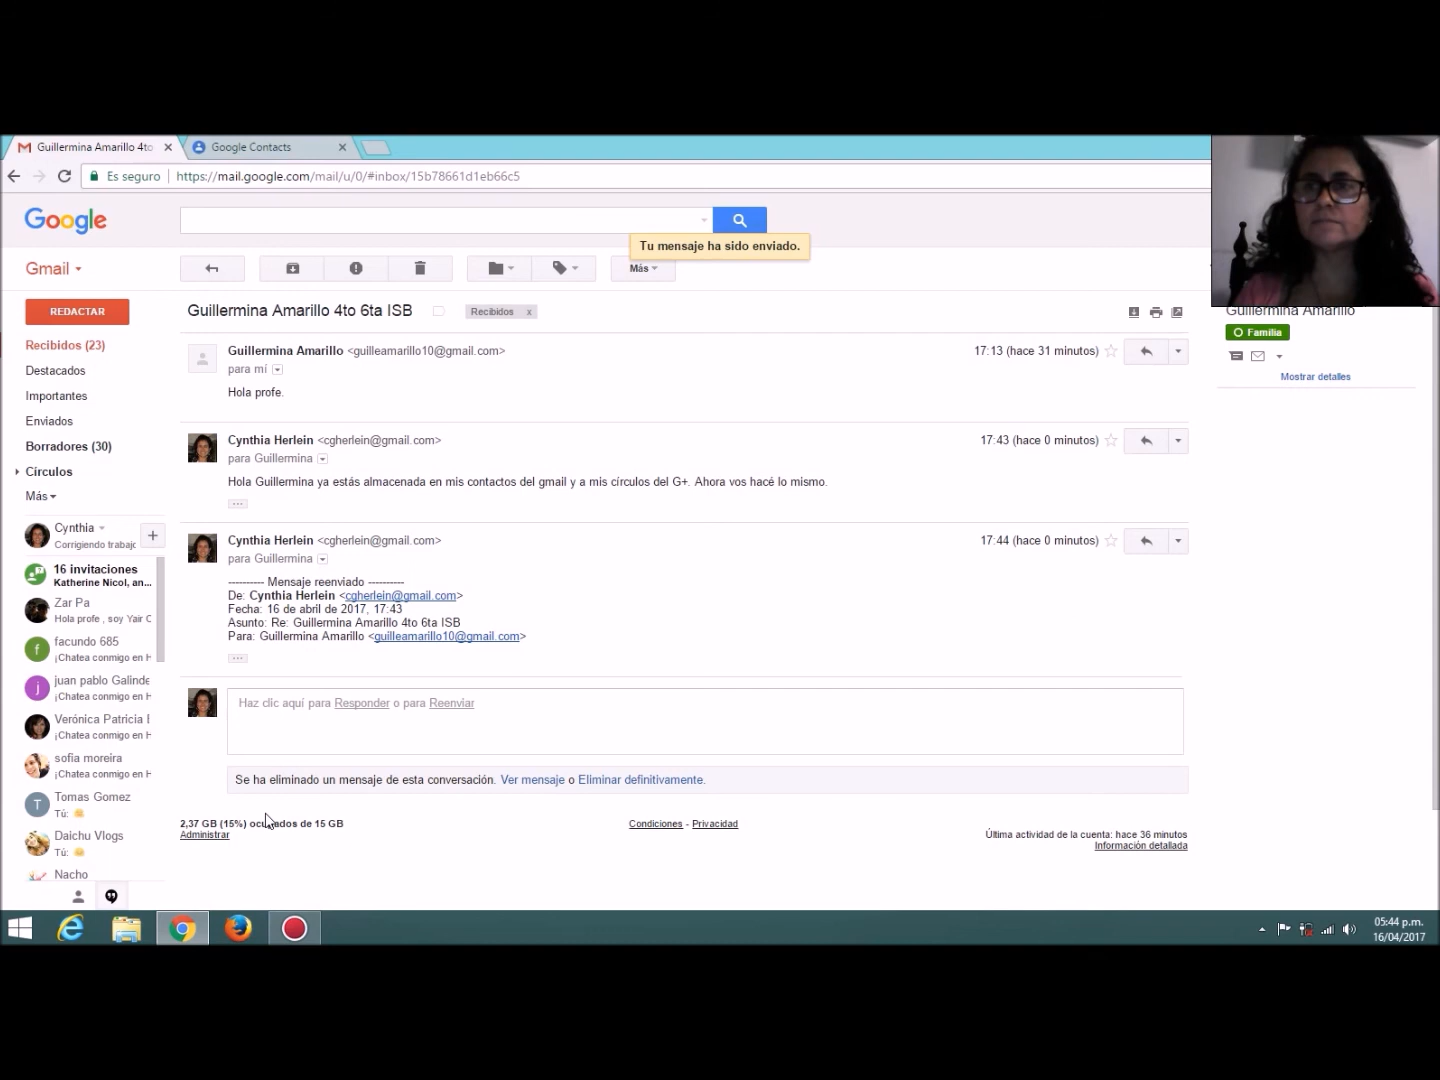 Guillermina Amarillo 4to
Google Contacts
Es seguro
https://mail.google.com/mail/u/0/#inbox/15b78661d1eb66c5
Google
Tu mensaje ha sido enviado.
Gmail
Más
REDACTAR
Recibidos (23)
Destacados
Importantes
Enviados
Borradores (30)
Círculos
Más
Guillermina Amarillo 4to 6ta ISB
Recibidos x
Guillermina Amarillo <guilleamarillo10@gmail.com>
17:13 (hace 31 minutos)
para mí
Hola profe.
Cynthia Herlein <cgherlein@gmail.com>
17:43 (hace 0 minutos)
para Guillermina
Hola Guillermina ya estás almacenada en mis contactos del gmail y a mis círculos del G+. Ahora vos hacé lo mismo.
Cynthia Herlein <cgherlein@gmail.com>
17:44 (hace 0 minutos)
para Guillermina
---------- Mensaje reenviado ----------
De: Cynthia Herlein <cgherlein@gmail.com>
Fecha: 16 de abril de 2017, 17:43
Asunto: Re: Guillermina Amarillo 4to 6ta ISB
Para: Guillermina Amarillo <guilleamarillo10@gmail.com>
Haz clic aquí para Responder o para Reenviar
Se ha eliminado un mensaje de esta conversación. Ver mensaje o Eliminar definitivamente.
2,37 GB (15%) ocupados de 15 GB
Administrar
Condiciones - Privacidad
Última actividad de la cuenta: hace 36 minutos
Información detallada
Guillermina Amarillo
Familia
Mostrar detalles
Cynthia
Corrigiendo trabajc
16 invitaciones
Katherine Nicol, an...
Zar Pa
Hola profe , soy Yair C
facundo 685
¡Chatea conmigo en H
juan pablo Galinde
¡Chatea conmigo en H
Verónica Patricia
¡Chatea conmigo en H
sofia moreira
¡Chatea conmigo en H
T
Tomas Gomez
Tú:
Daichu Vlogs
Tú:
Nacho
05:44 p.m.
16/04/2017